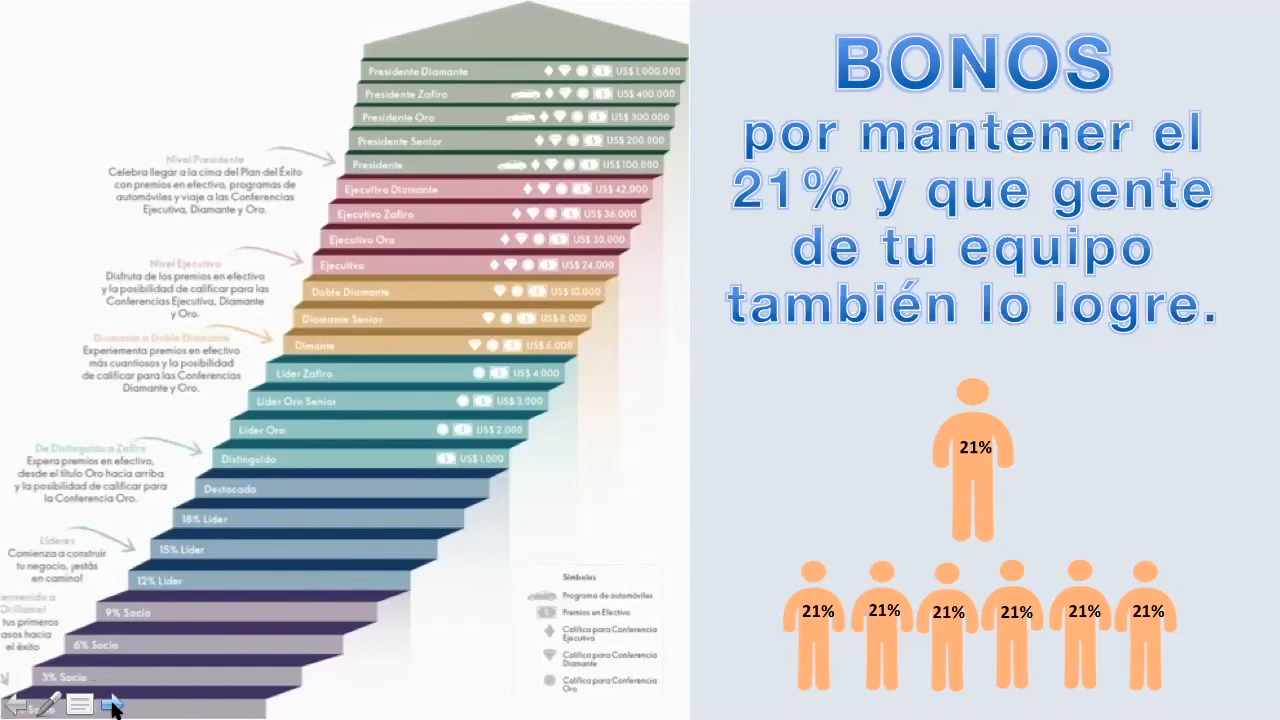 BONOS
por mantener el
21% y que gente
de tu equipo
también lo logre.
21%
21% 21% 21% 21% 21% 21%
Presidente Diamante US$ 1,000.000
Presidente Zafiro US$ 400.000
Presidente Oro US$ 300.000
Presidente Senior US$ 200.000
Presidente US$ 100.000
Ejecutivo Diamante US$ 42,000
Ejecutivo Zafiro US$ 36.000
Ejecutivo Oro US$ 30,000
Ejecutivo US$ 24,000
Doble Diamante US$ 10,000
Diamante Senior US$ 8,000
Dimante US$ 6,000
Líder Zafiro US$ 4.000
Líder Oro Senior US$ 3.000
Líder Oro US$ 2.000
Distinguido US$ 1,000
Destacado
18% Líder
15% Líder
12% Líder
9% Socio
6% Socio
3% Socio
Nivel Presidente
Celebra llegar a la cima del Plan del Éxito
con premios en efectivo, programas de
automóviles y viaje a las Conferencias
Ejecutiva, Diamante y Oro.
Nivel Ejecutivo
Disfruta de los premios en efectivo
y la posibilidad de calificar para las
Conferencias Ejecutiva, Diamante
y Oro.
Diamante a Doble Diamante
Experimenta premios en efectivo
más cuantiosos y la posibilidad
de calificar para las Conferencias
Diamante y Oro.
De Distinguido a Zafiro
Espera premios en efectivo,
desde el título Oro hacia arriba
y la posibilidad de calificar para
la Conferencia Oro.
Líderes
Comienza a construir
tu negocio, ¡estás
en camino!
envenido a
Oriflame!
tus primeros
asos hacia
el éxito
Símbolos
Programa de automóviles
Premios en Efectivo
Califica para Conferencia
Ejecutiva
Califica para Conferencia
Diamante
Califica para Conferencia
Oro